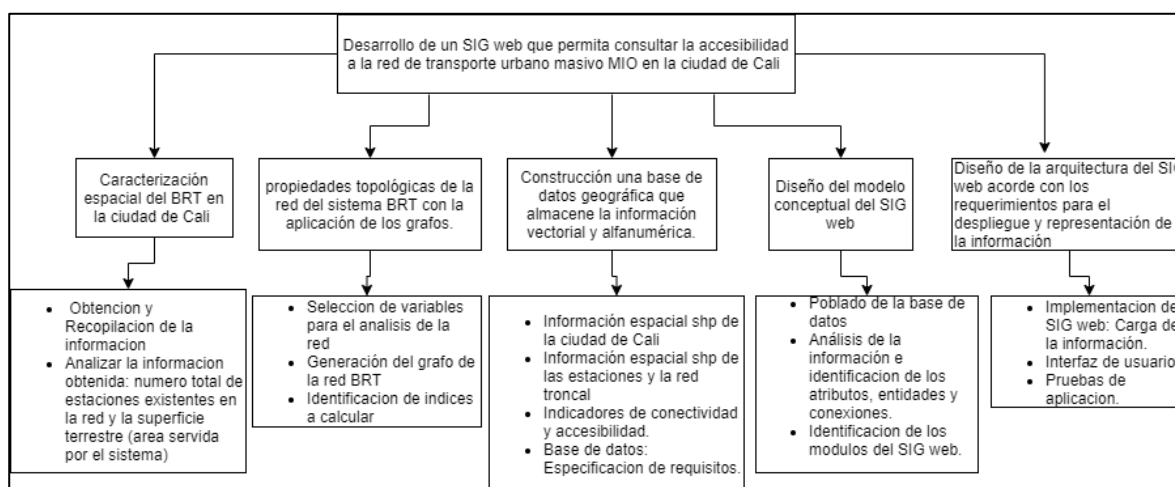 Desarrollo de un SIG web que permita consultar la accesibilidad
a la red de transporte urbano masivo MIO en la ciudad de Cali
Caracterización
espacial del BRT en
la ciudad de Cali
propiedades topológicas de la
red del sistema BRT con la
aplicación de los grafos.
Construcción una base de
datos geográfica que
almacene la información
vectorial y alfanumérica.
Diseño del modelo
conceptual del SIG
web
Diseño de la arquitectura del SIG
web acorde con los
requerimientos para el
despliegue y representación de
la información
• Obtencion y
Recopilacion de la
informacion
• Analizar la informacion
obtenida: numero total de
estaciones existentes en
la red y la superficie
terrestre (area servida
por el sistema)
• Seleccion de variables
para el analisis de la
red
• Generación del grafo de
la red BRT
• Identificacion de indices
a calcular
• Información espacial shp de
la ciudad de Cali
• Información espacial shp de
las estaciones y la red
troncal
• Indicadores de conectividad
y accesibilidad.
• Base de datos:
Especificacion de requisitos.
• Poblado de la base de
datos
• Análisis de la
información e
identificacion de los
atributos, entidades y
conexiones.
• Identificacion de los
modulos del SIG web.
• Implementacion de
SIG web: Carga de
la información.
• Interfaz de usuario
• Pruebas de
aplicacion.